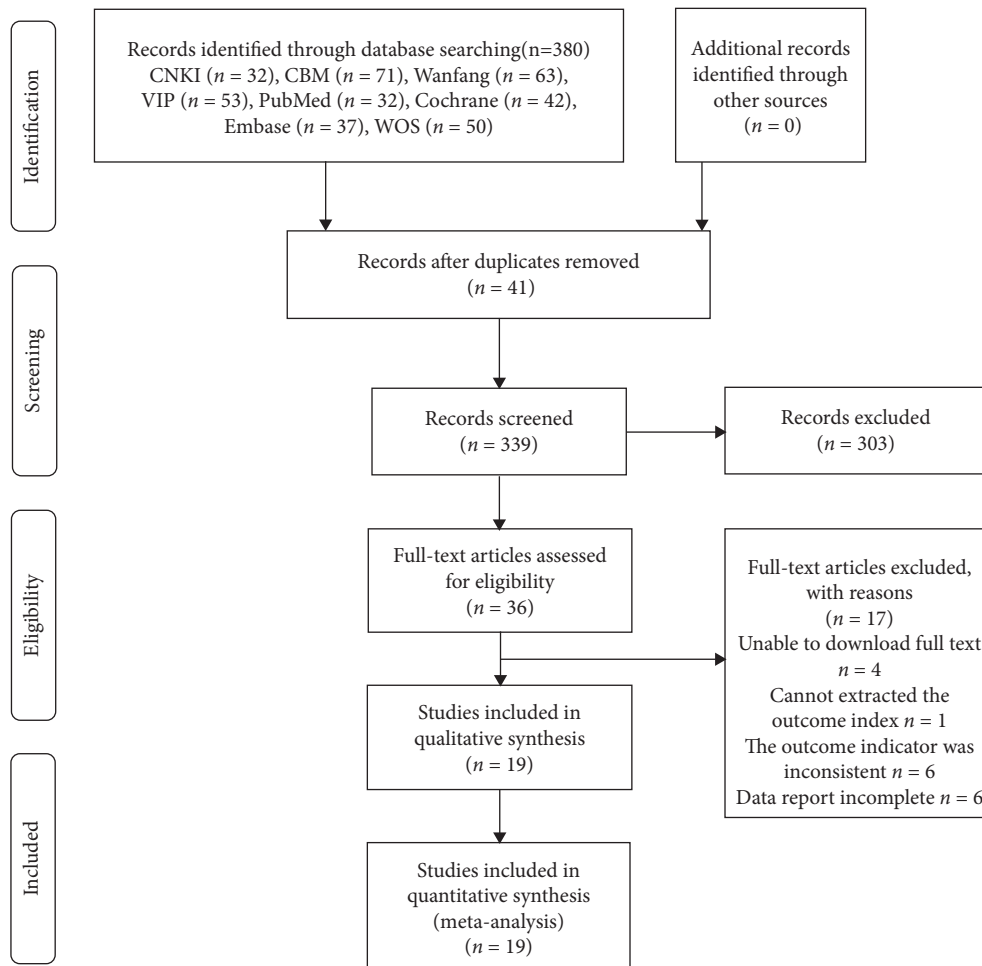 Identification
Records identified through database searching(n=380)
CNKI (n = 32), CBM (n = 71), Wanfang (n = 63),
VIP (n = 53), PubMed (n = 32), Cochrane (n = 42),
Embase (n = 37), WOS (n = 50)
Additional records
identified through
other sources
(n = 0)
Records after duplicates removed
(n = 41)
Screening
Records screened
(n = 339)
Records excluded
(n = 303)
Eligibility
Full-text articles assessed
for eligibility
(n = 36)
Full-text articles excluded,
with reasons
(n = 17)
Unable to download full text
n = 4
Cannot extracted the
outcome index n = 1
The outcome indicator was
inconsistent n = 6
Data report incomplete n = 6
Studies included in
qualitative synthesis
(n = 19)
Included
Studies included in
quantitative synthesis
(meta-analysis)
(n = 19)